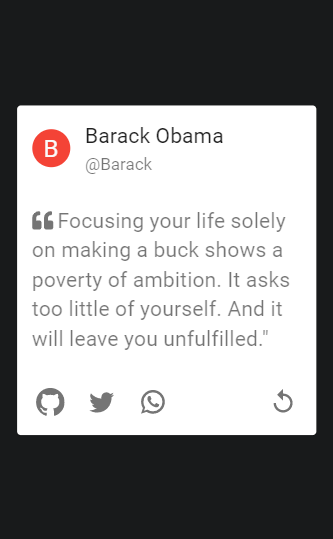 B
Barack Obama
@Barack
❝Focusing your life solely
on making a buck shows a
poverty of ambition. It asks
too little of yourself. And it
will leave you unfulfilled."